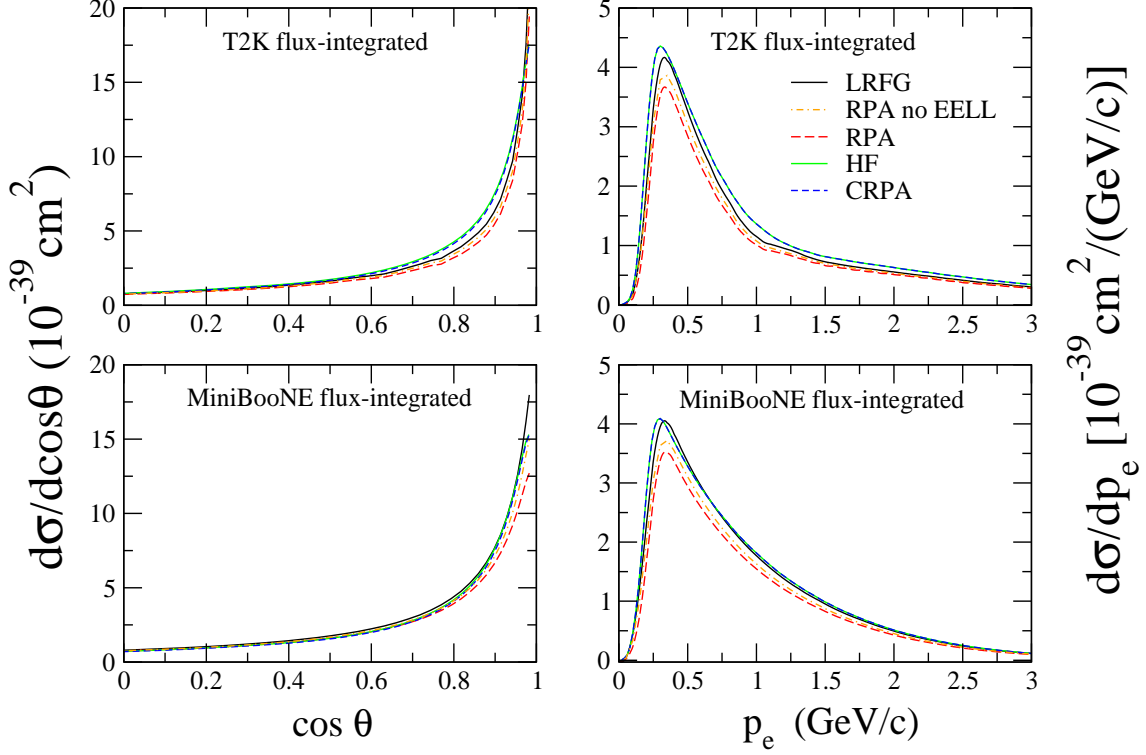 T2K flux-integrated
20
15
10
5
0
0 0.2 0.4 0.6 0.8 1
T2K flux-integrated
LRFG
RPA no EELL
RPA
HF
CRPA
5
4
3
2
1
0
0 0.5 1 1.5 2 2.5 3
MiniBooNE flux-integrated
20
15
10
5
0
0 0.2 0.4 0.6 0.8 1
MiniBooNE flux-integrated
5
4
3
2
1
0
0 0.5 1 1.5 2 2.5 3
dσ/dcosθ (10⁻³⁹ cm²)
cos θ
p_e (GeV/c)
dσ/dp_e [10⁻³⁹ cm²/(GeV/c)]